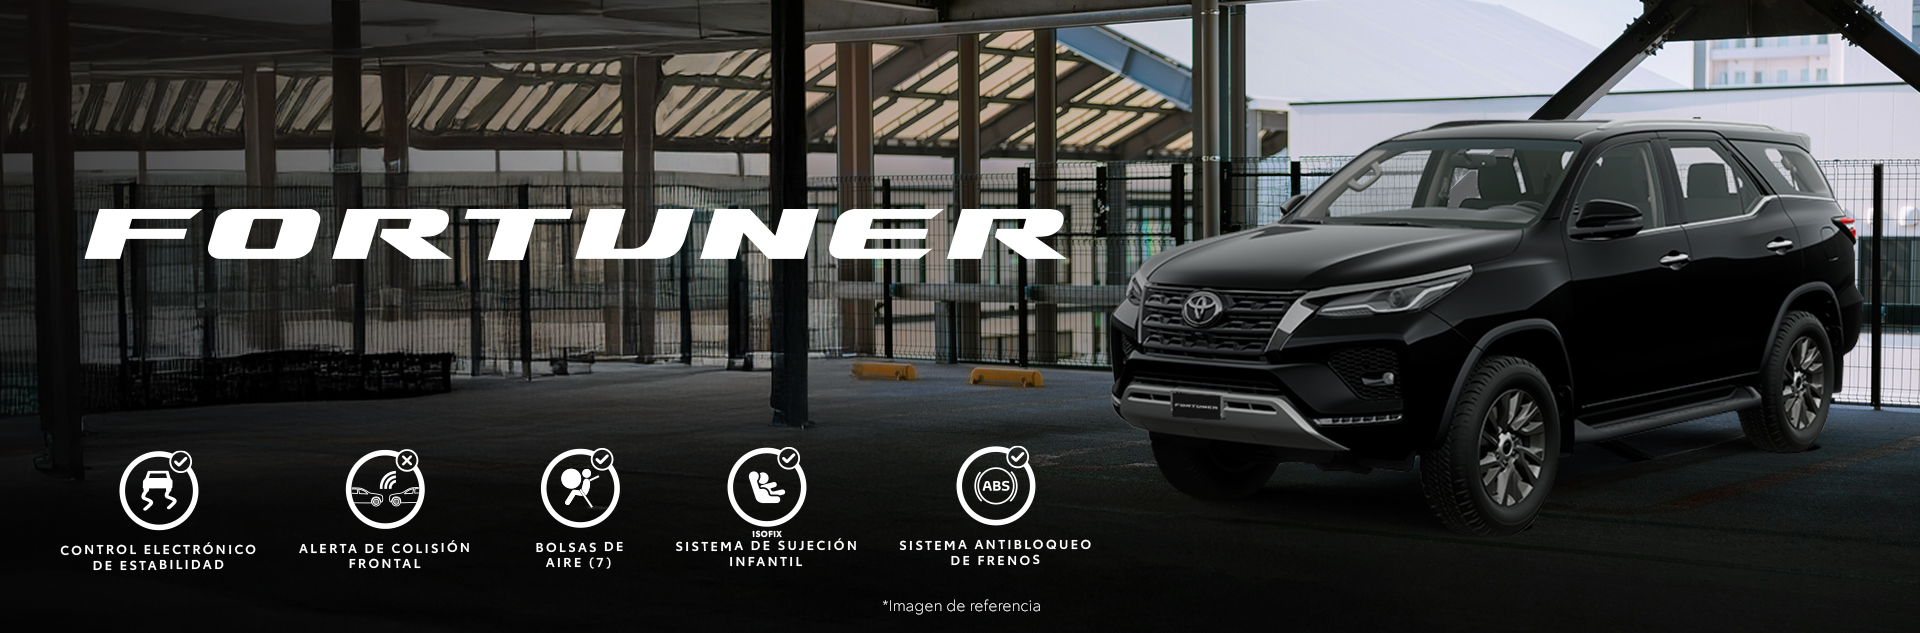 FORTUNER
FORTUNER
ABS
ISOFIX
CONTROL ELECTRÓNICO
DE ESTABILIDAD
ALERTA DE COLISIÓN
FRONTAL
BOLSAS DE
AIRE (7)
SISTEMA DE SUJECIÓN
INFANTIL
SISTEMA ANTIBLOQUEO
DE FRENOS
*Imagen de referencia